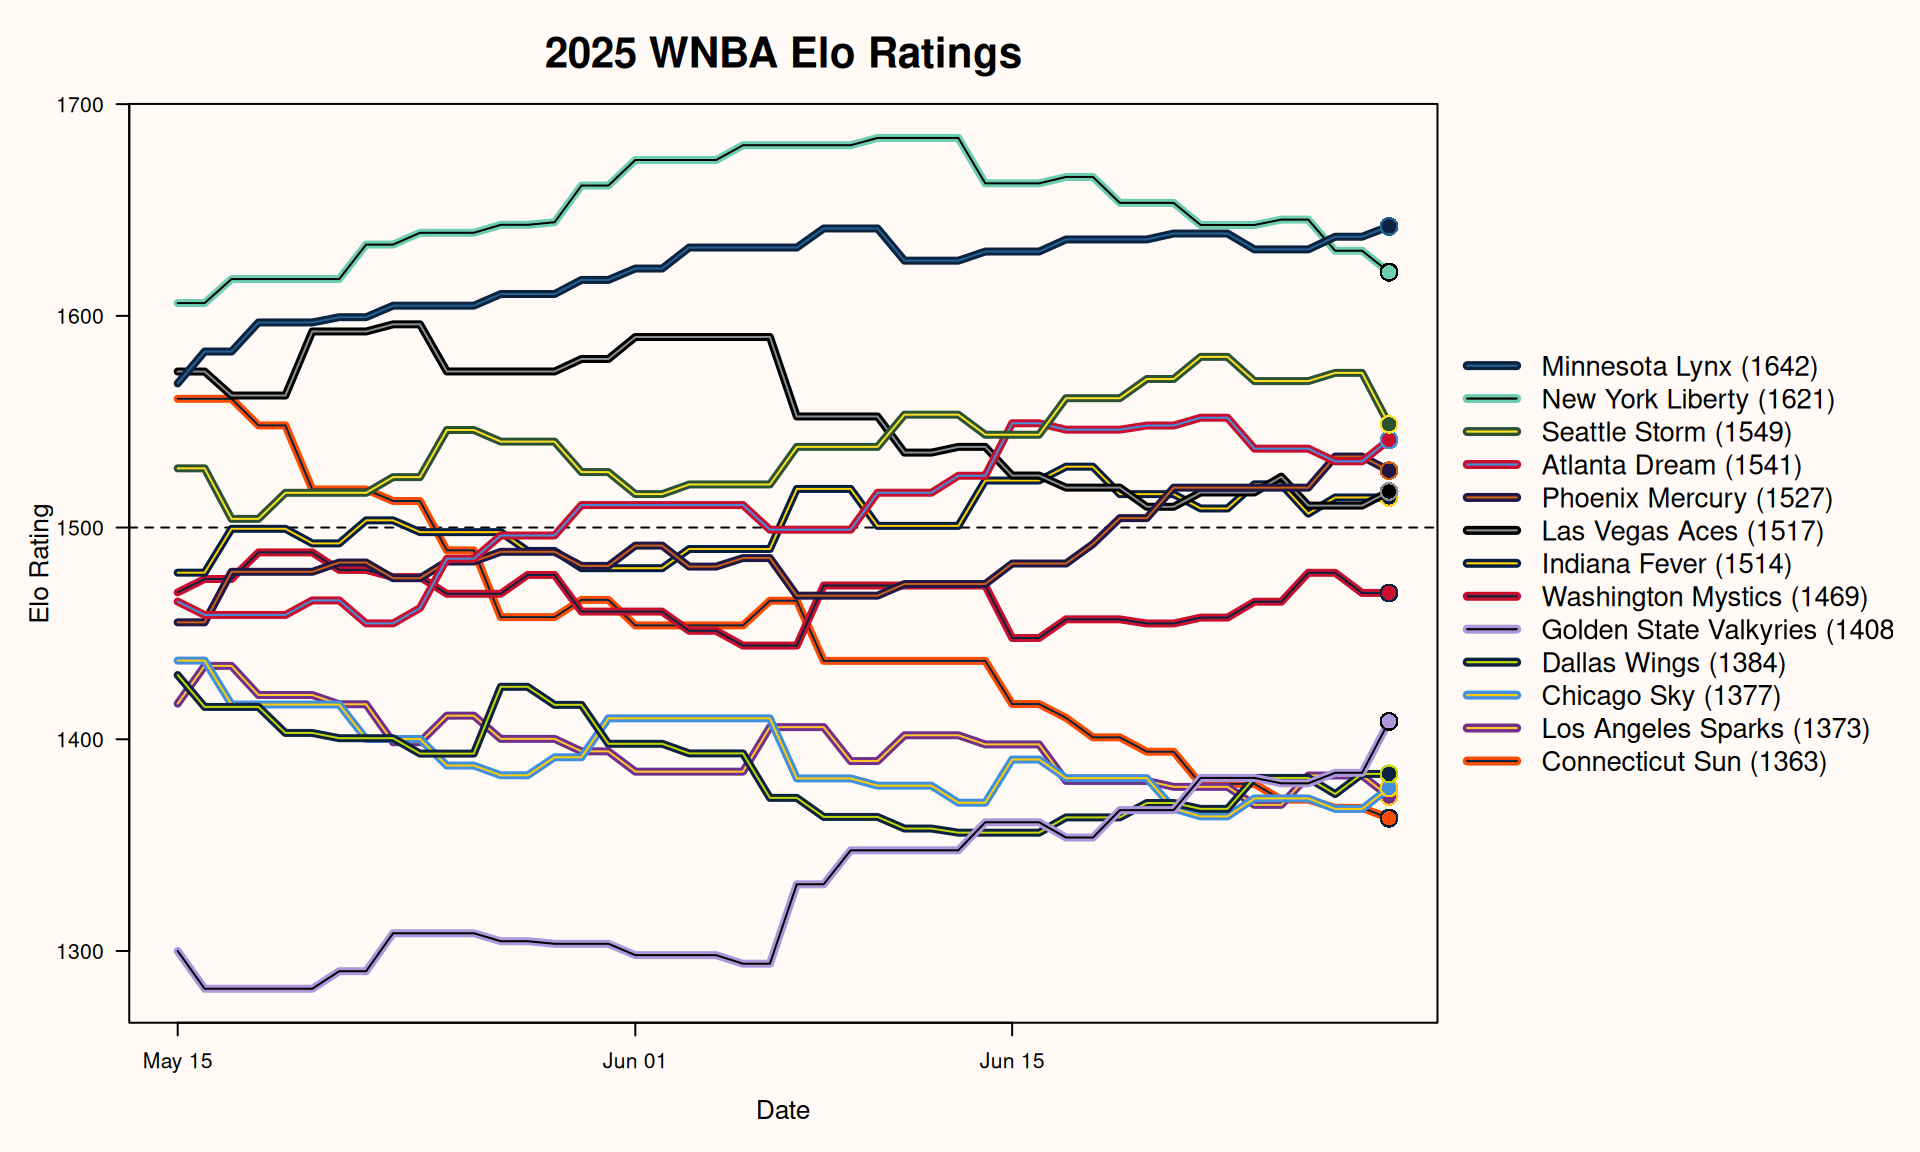 2025 WNBA Elo Ratings
1700
1600
1500
1400
1300
Elo Rating
May 15
Jun 01
Jun 15
Date
Minnesota Lynx (1642)
New York Liberty (1621)
Seattle Storm (1549)
Atlanta Dream (1541)
Phoenix Mercury (1527)
Las Vegas Aces (1517)
Indiana Fever (1514)
Washington Mystics (1469)
Golden State Valkyries (1408
Dallas Wings (1384)
Chicago Sky (1377)
Los Angeles Sparks (1373)
Connecticut Sun (1363)